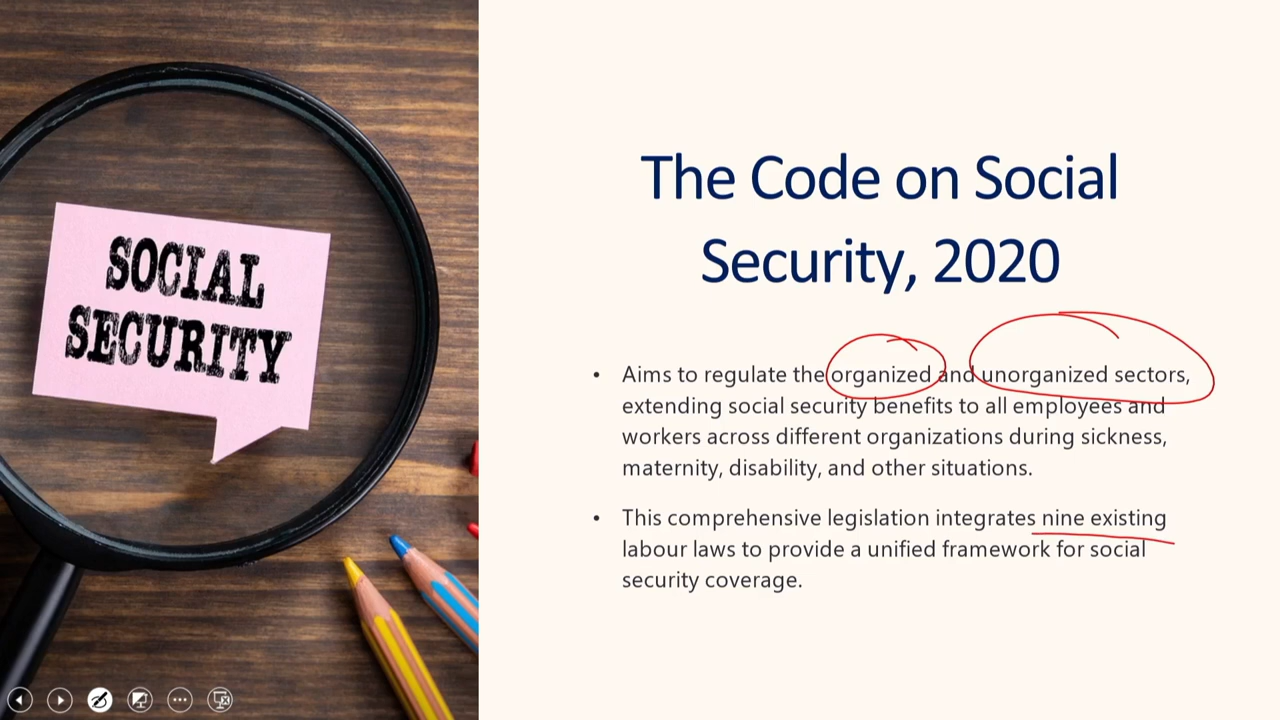 SOCIAL
SECURITY
The Code on Social
Security, 2020
• Aims to regulate the organized and unorganized sectors,
extending social security benefits to all employees and
workers across different organizations during sickness,
maternity, disability, and other situations.
• This comprehensive legislation integrates nine existing
labour laws to provide a unified framework for social
security coverage.